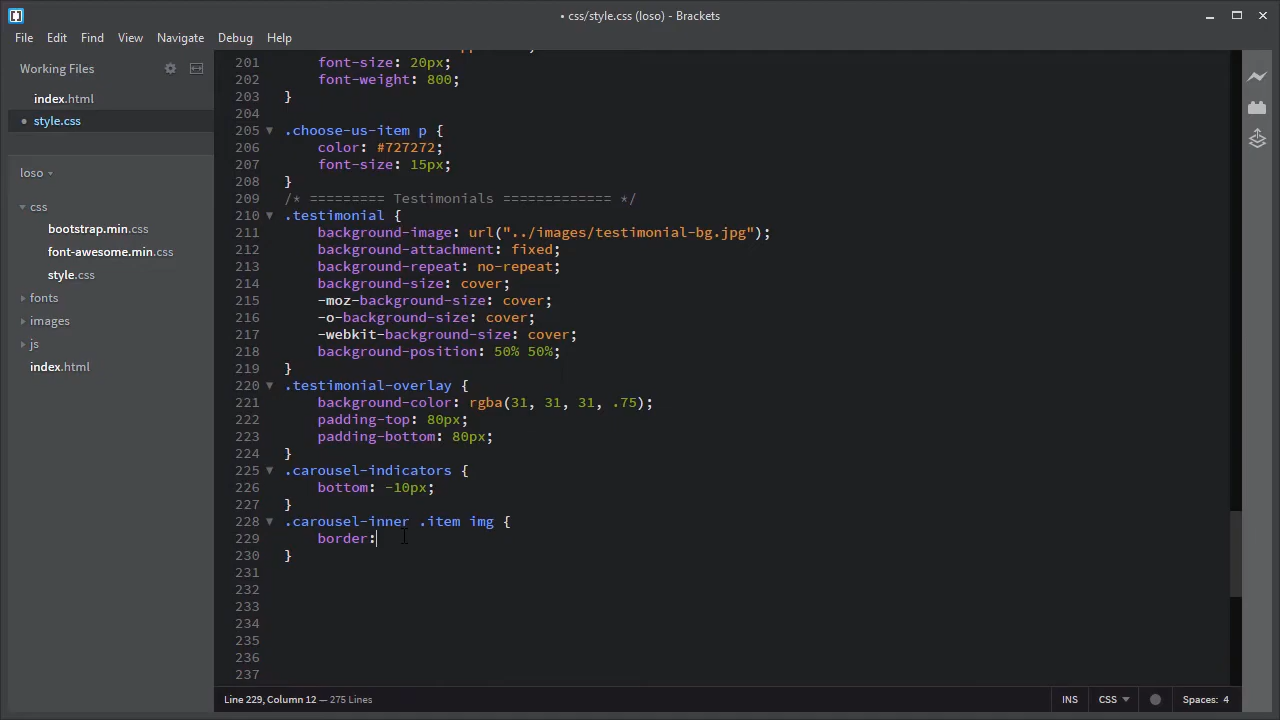 • css/style.css (loso) - Brackets
File Edit Find View Navigate Debug Help
Working Files
index.html
style.css
loso
css
bootstrap.min.css
font-awesome.min.css
style.css
fonts
images
js
index.html
201 font-size: 20px;
202 font-weight: 800;
203 }
204
205 .choose-us-item p {
206 color: #727272;
207 font-size: 15px;
208 }
209 /* ========= Testimonials ============= */
210 .testimonial {
211 background-image: url("../images/testimonial-bg.jpg");
212 background-attachment: fixed;
213 background-repeat: no-repeat;
214 background-size: cover;
215 -moz-background-size: cover;
216 -o-background-size: cover;
217 -webkit-background-size: cover;
218 background-position: 50% 50%;
219 }
220 .testimonial-overlay {
221 background-color: rgba(31, 31, 31, .75);
222 padding-top: 80px;
223 padding-bottom: 80px;
224 }
225 .carousel-indicators {
226 bottom: -10px;
227 }
228 .carousel-inner .item img {
229 border:
230 }
231
232
233
234
235
236
237
Line 229, Column 12 — 275 Lines
INS CSS Spaces: 4